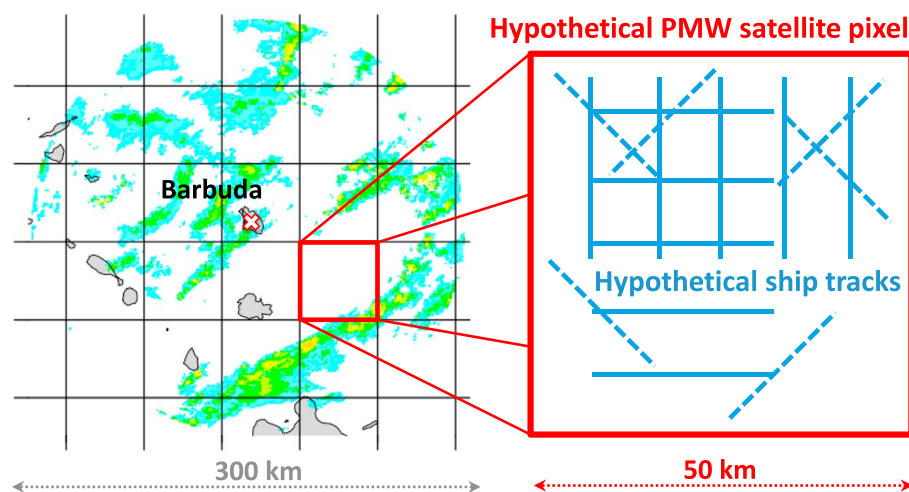 Hypothetical PMW satellite pixel
Barbuda
Hypothetical ship tracks
300 km
50 km